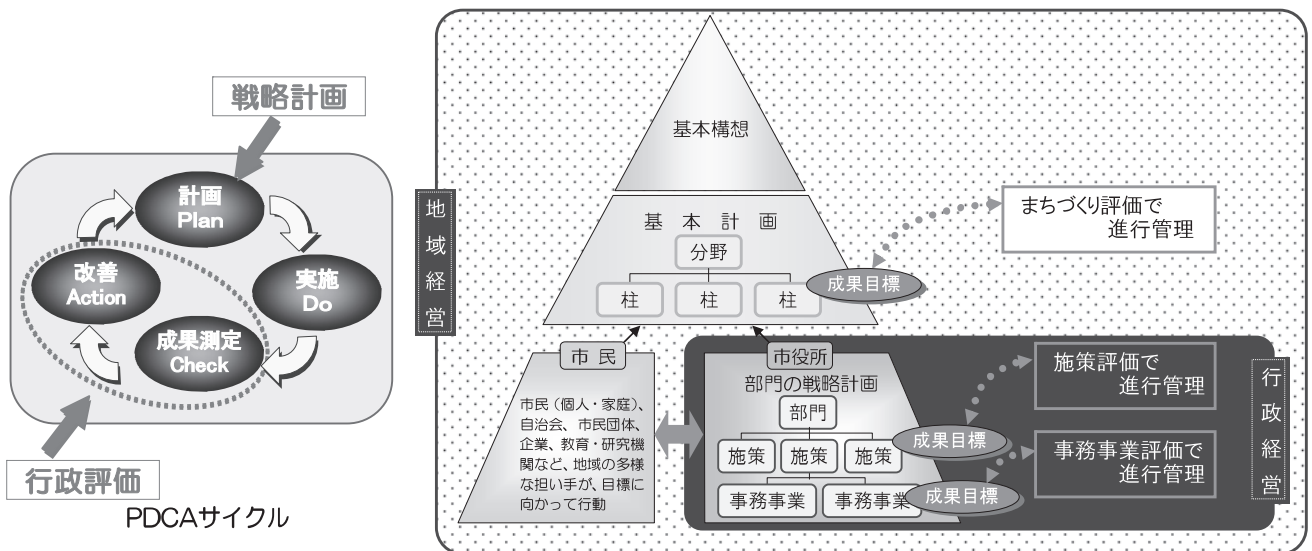 戦略計画
計画
Plan
改善
Action
実施
Do
成果測定
Check
行政評価
PDCAサイクル
地域経営
基本構想
基本計画
分野
柱
柱
柱
成果目標
まちづくり評価で
進行管理
市民
市民（個人・家庭）、
自治会、市民団体、
企業、教育・研究機
関など、地域の多様
な担い手が、目標に
向かって行動
市役所
部門の戦略計画
部門
施策
施策
施策
成果目標
事務事業
事務事業
成果目標
施策評価で
進行管理
事務事業評価で
進行管理
行政経営